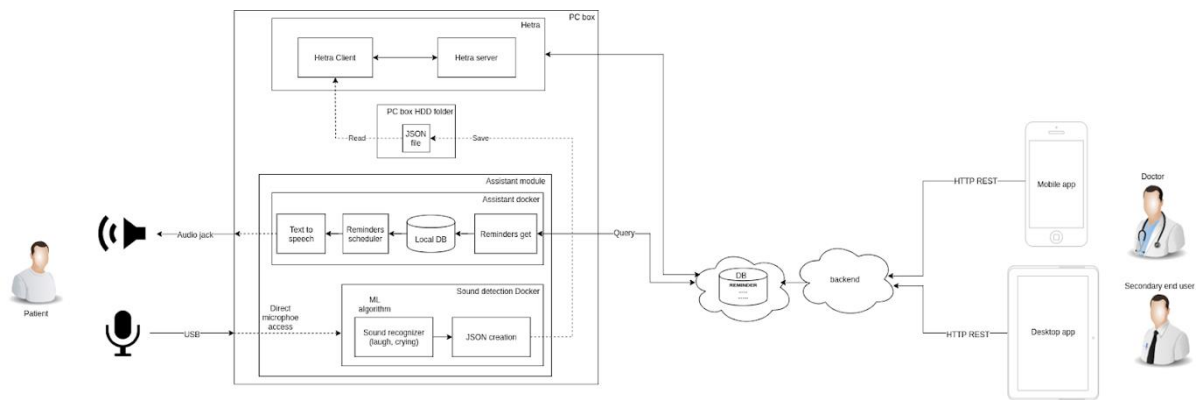 PC box
Hetra
Hetra Client
Hetra server
PC box HDD folder
Read
JSON
file
Save
Assistant module
Assistant docker
Text to
speech
Reminders
scheduler
Local DB
Reminders get
Audio jack
Query
Patient
Sound detection Docker
ML
algorithm
Direct
microphoe
access
USB
Sound recognizer
(laugh, crying)
JSON creation
DB
REMINDER
backend
HTTP REST
Mobile app
Doctor
Secondary end user
HTTP REST
Desktop app